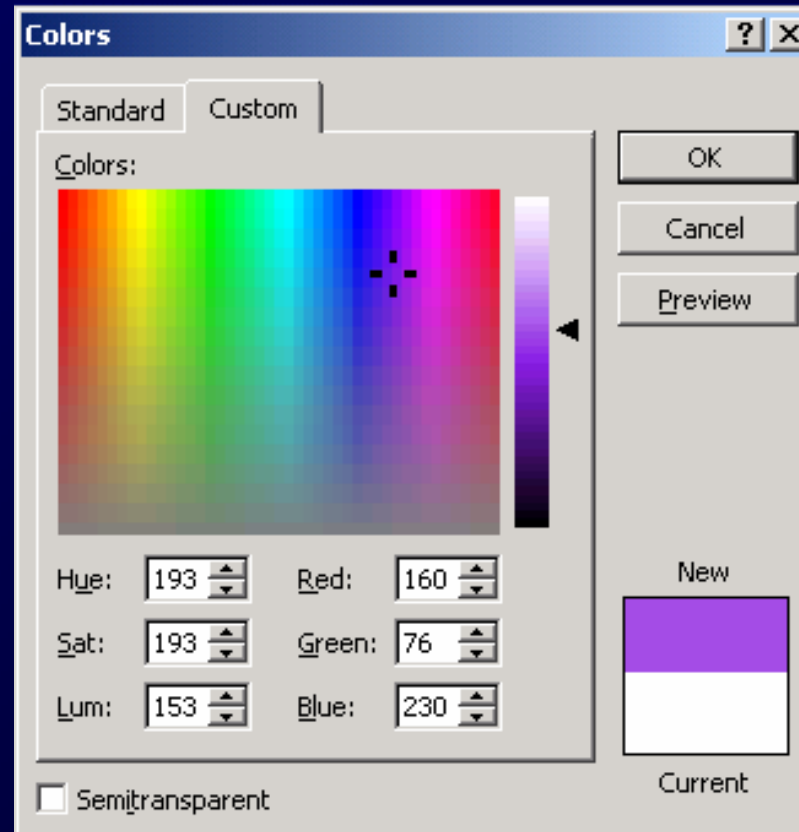 Colors
Standard Custom
Colors:
OK
Cancel
Preview
Hue: 193 Red: 160
Sat: 193 Green: 76
Lum: 153 Blue: 230
New
Current
Semitransparent